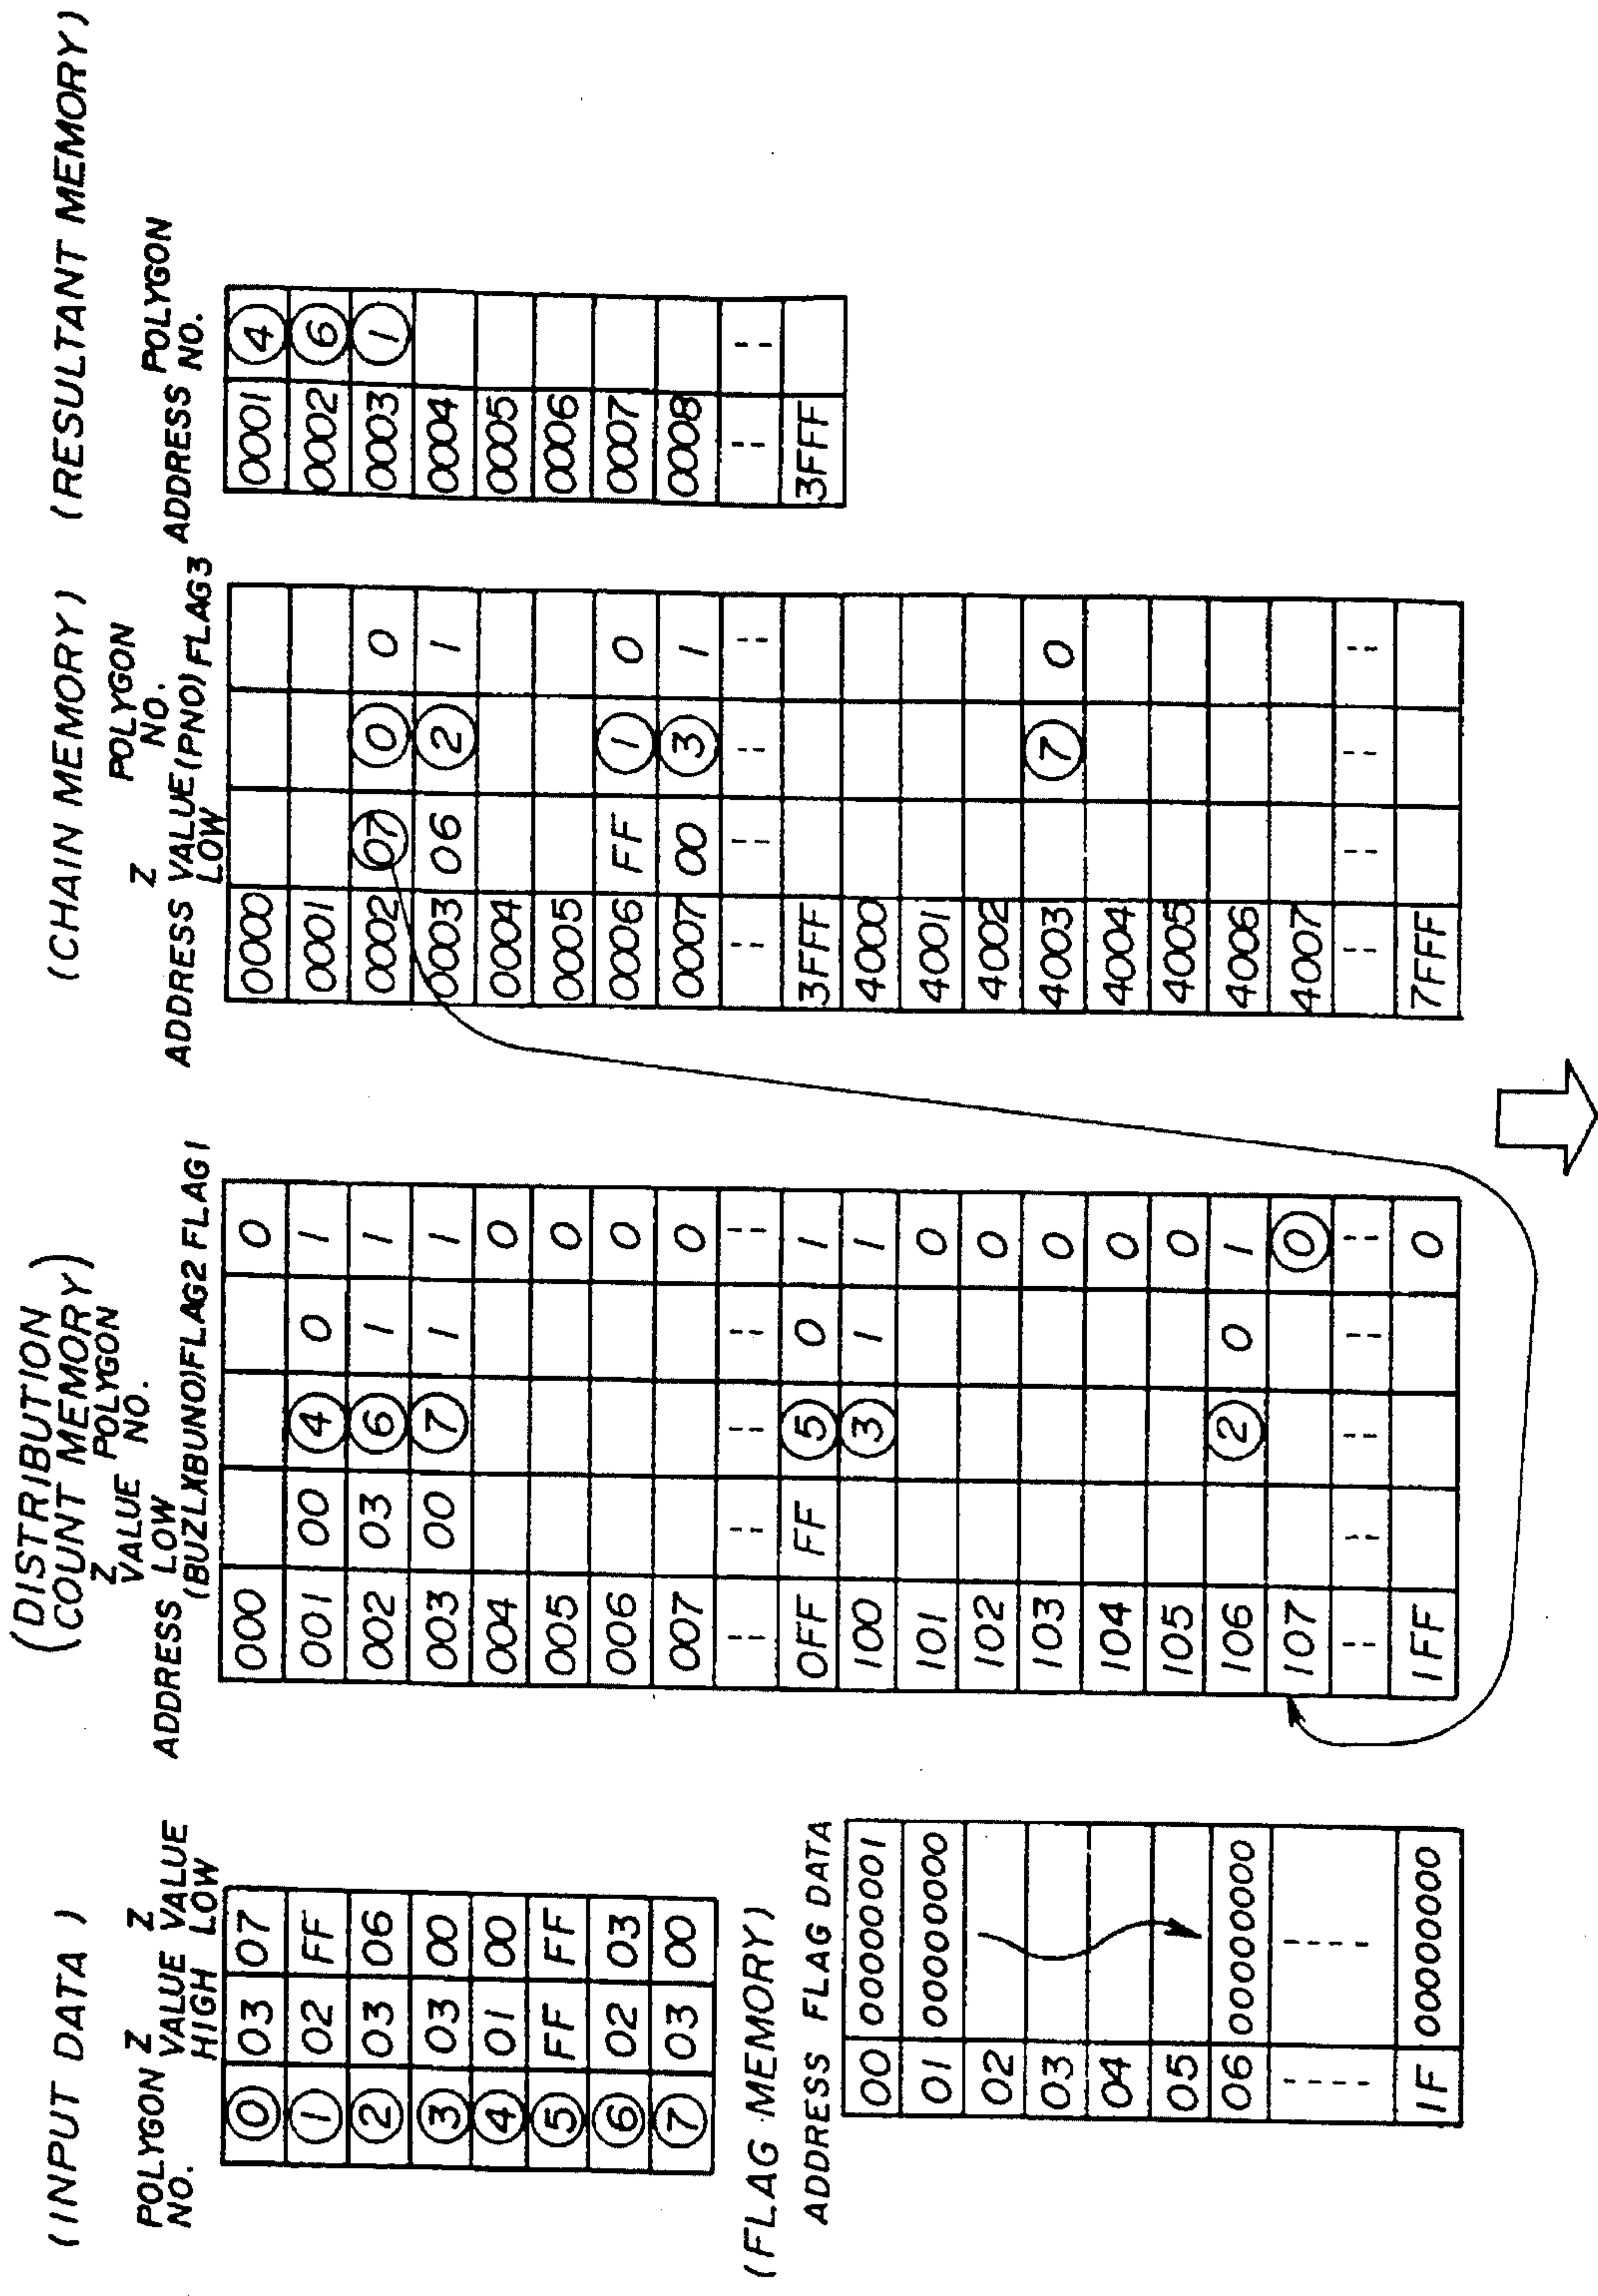 (INPUT DATA)
POLYGON NO. Z VALUE HIGH Z VALUE LOW
0 03 07
1 02 FF
2 03 06
3 03 00
4 01 00
5 FF FF
6 02 03
7 03 00
(FLAG MEMORY)
ADDRESS FLAG DATA
00 00000001
01 00000000
02
03
04
05
06 00000000
---- ----
1F 00000000
(DISTRIBUTION COUNT MEMORY)
ADDRESS Z VALUE LOW (BUZL) POLYGON NO. (BUNO) FLAG2 FLAG1
000 0
001 00 4 0 1
002 03 6 1 1
003 00 7 1 1
004 0
005 0
006 0
007 0
-- -- -- -- --
0FF FF 5 0 1
100 3 1 1
101 0
102 0
103 0
104 0
105 0
106 2 0 1
107 0
-- -- -- -- --
1FF 0
(CHAIN MEMORY)
ADDRESS Z VALUE LOW POLYGON NO. (PNO) FLAG3
0000
0001
0002 07 0 0
0003 06 2 1
0004
0005
0006 FF 1 0
0007 00 3 1
-- -- -- --
3FFF
4000
4001
4002
4003 7 0
4004
4005
4006
4007
-- -- -- --
7FFF
(RESULTANT MEMORY)
ADDRESS POLYGON NO.
0001 4
0002 6
0003 1
0004
0005
0006
0007
0008
-- --
3FFF